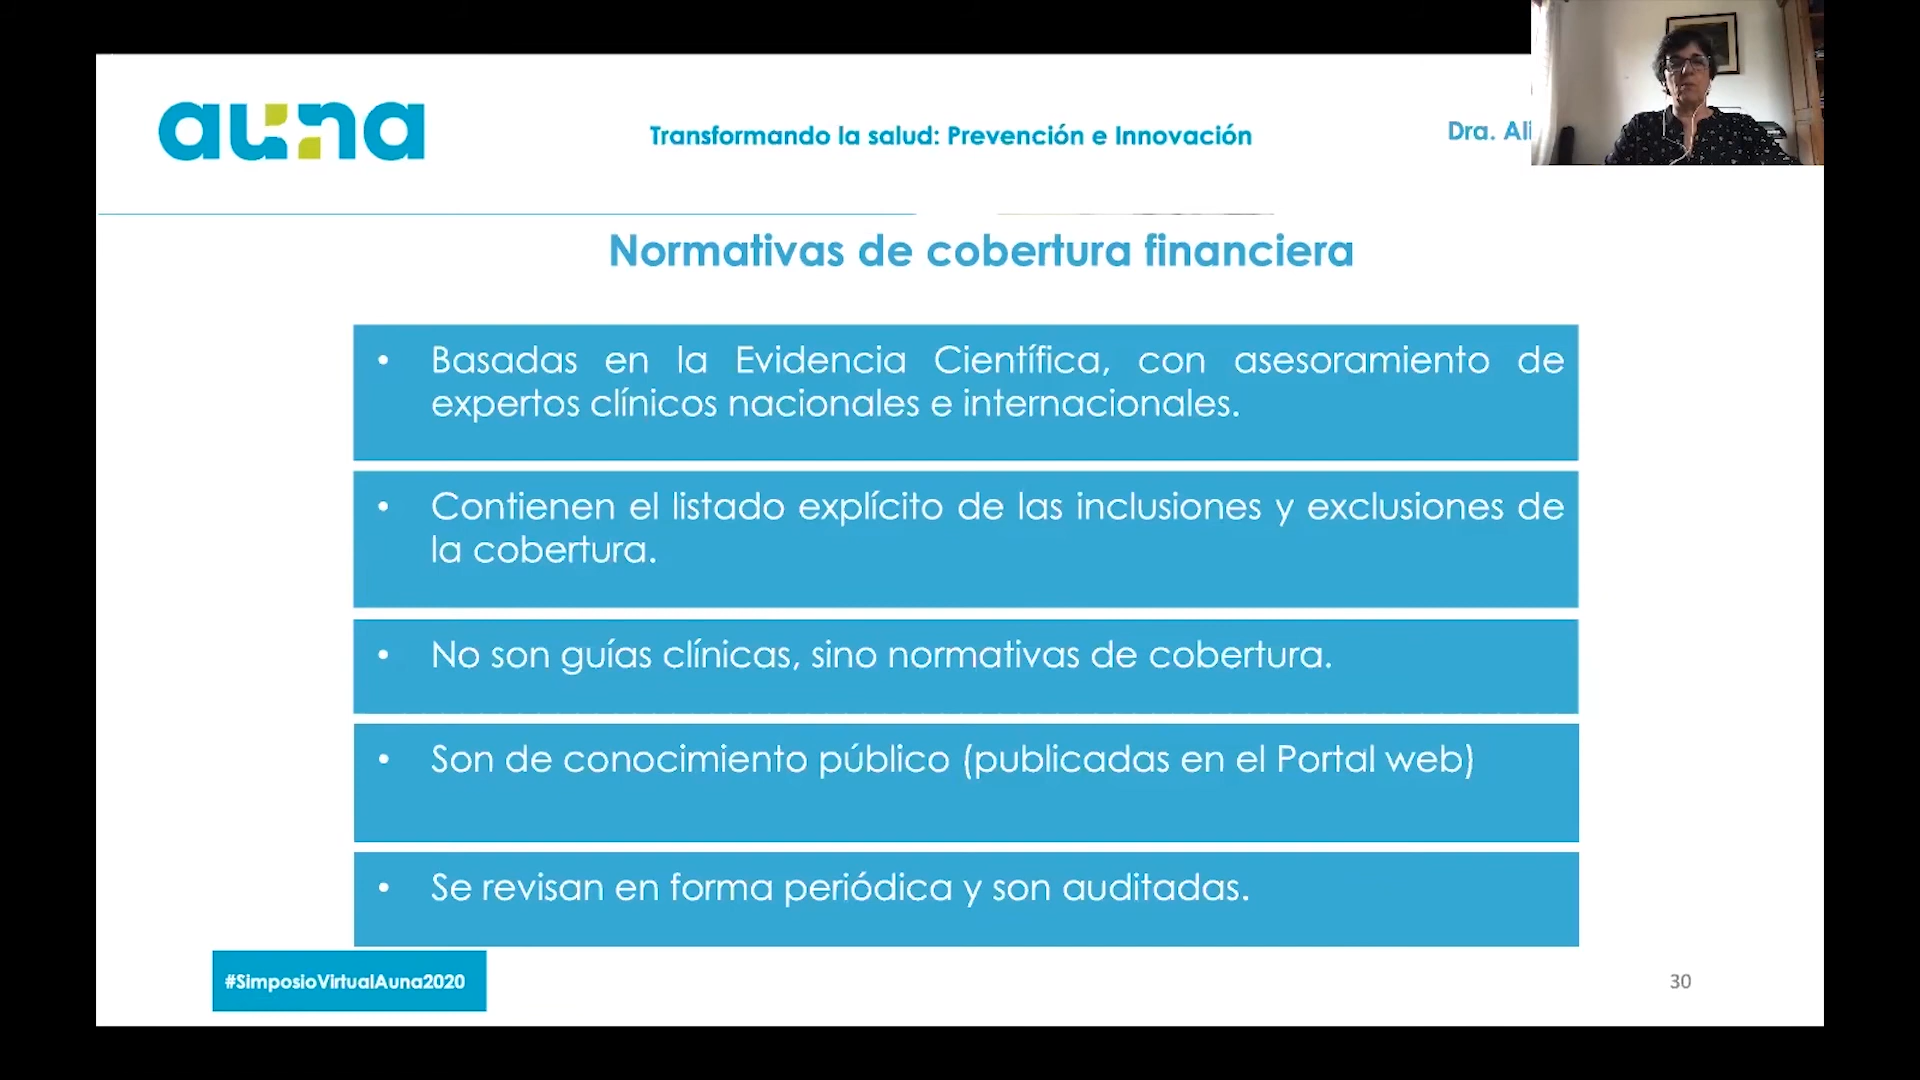 auna
Transformando la salud: Prevención e Innovación
Dra. Ali
Normativas de cobertura financiera
• Basadas en la Evidencia Científica, con asesoramiento de
expertos clínicos nacionales e internacionales.
• Contienen el listado explícito de las inclusiones y exclusiones de
la cobertura.
• No son guías clínicas, sino normativas de cobertura.
• Son de conocimiento público (publicadas en el Portal web)
• Se revisan en forma periódica y son auditadas.
#SimposioVirtualAuna2020
30